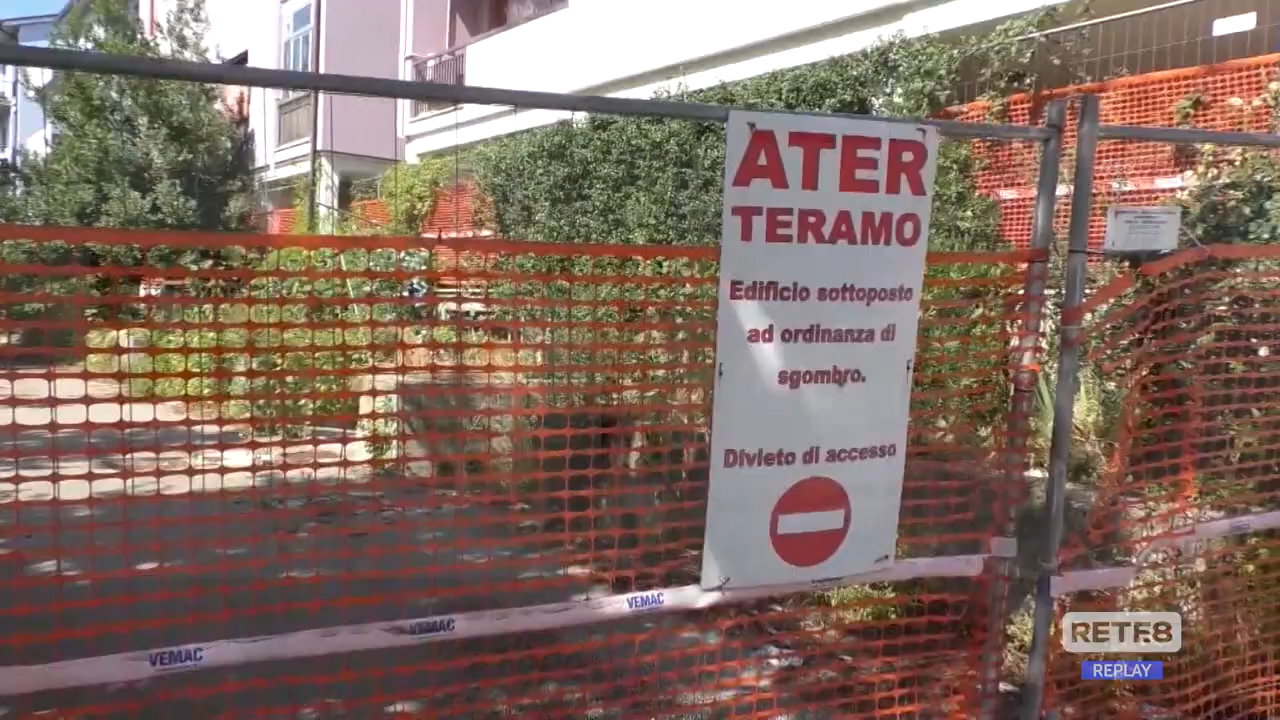 ATER
TERAMO
Edificio sottoposto
ad ordinanza di
sgombro.
Divieto di accesso
VEMAC
VEMAC
VEMAC
RETE8
REPLAY